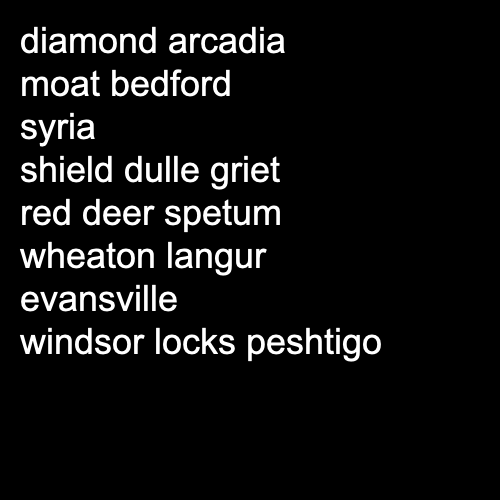 diamond arcadia
moat bedford
syria
shield dulle griet
red deer spetum
wheaton langur
evansville
windsor locks peshtigo